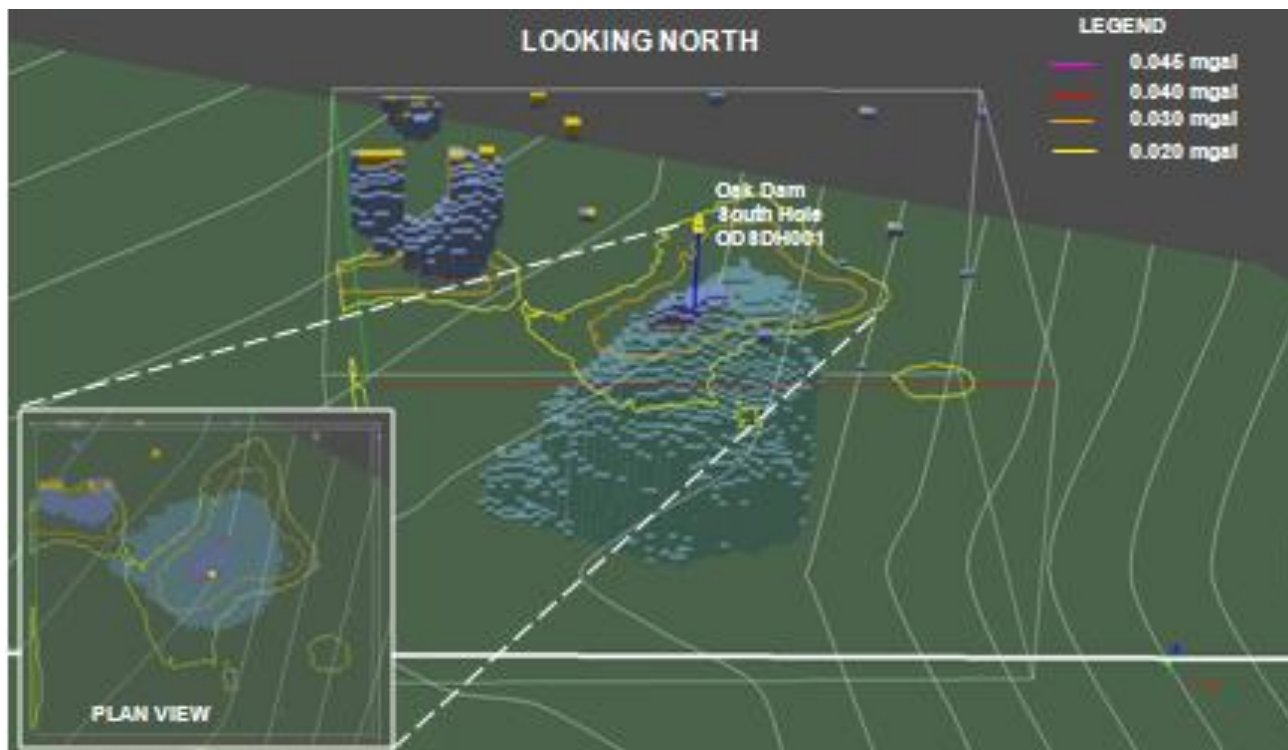 LOOKING NORTH
LEGEND
0.045 mgal
0.040 mgal
0.030 mgal
0.020 mgal
Oak Dam
South Hole
ODSDH001
PLAN VIEW